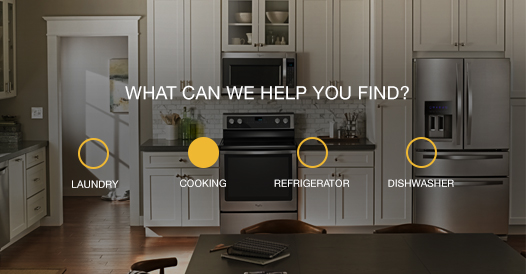 WHAT CAN WE HELP YOU FIND?
LAUNDRY
COOKING
REFRIGERATOR
DISHWASHER